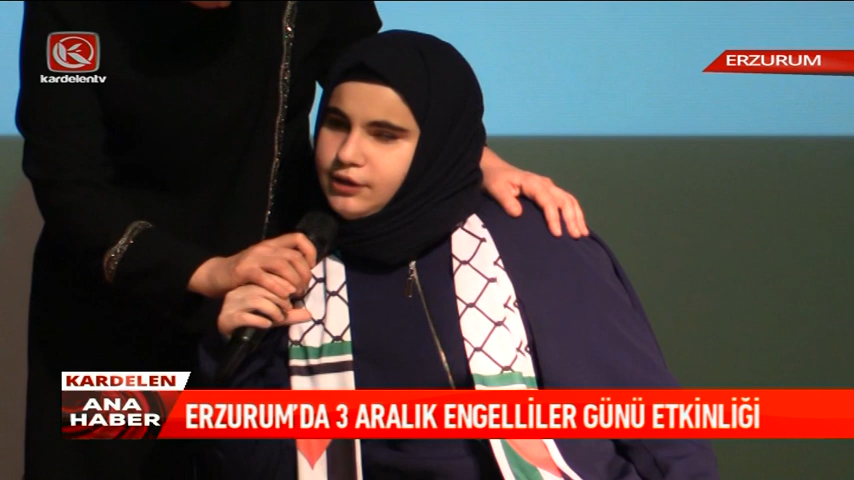 kardelentv
ERZURUM
KARDELEN
ANA
HABER
ERZURUM'DA 3 ARALIK ENGELLİLER GÜNÜ ETKİNLİĞİ